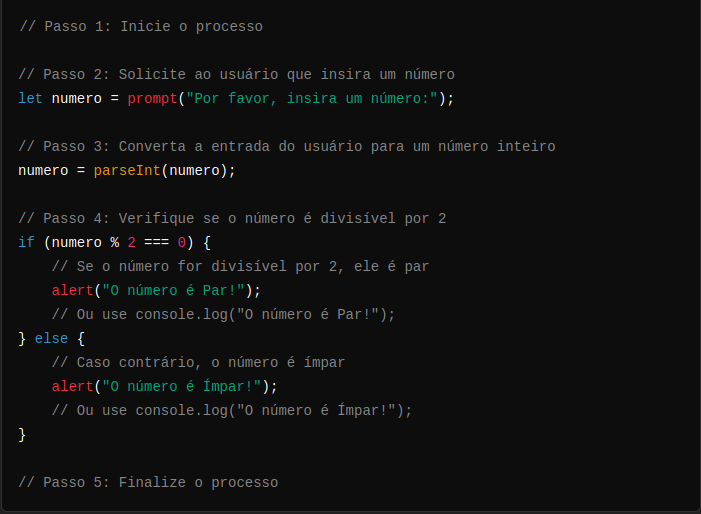 // Passo 1: Inicie o processo
// Passo 2: Solicite ao usuário que insira um número
let numero = prompt("Por favor, insira um número:");
// Passo 3: Converta a entrada do usuário para um número inteiro
numero = parseInt(numero);
// Passo 4: Verifique se o número é divisível por 2
if (numero % 2 === 0) {
    // Se o número for divisível por 2, ele é par
    alert("O número é Par!");
    // Ou use console.log("O número é Par!");
} else {
    // Caso contrário, o número é ímpar
    alert("O número é Ímpar!");
    // Ou use console.log("O número é Ímpar!");
}
// Passo 5: Finalize o processo